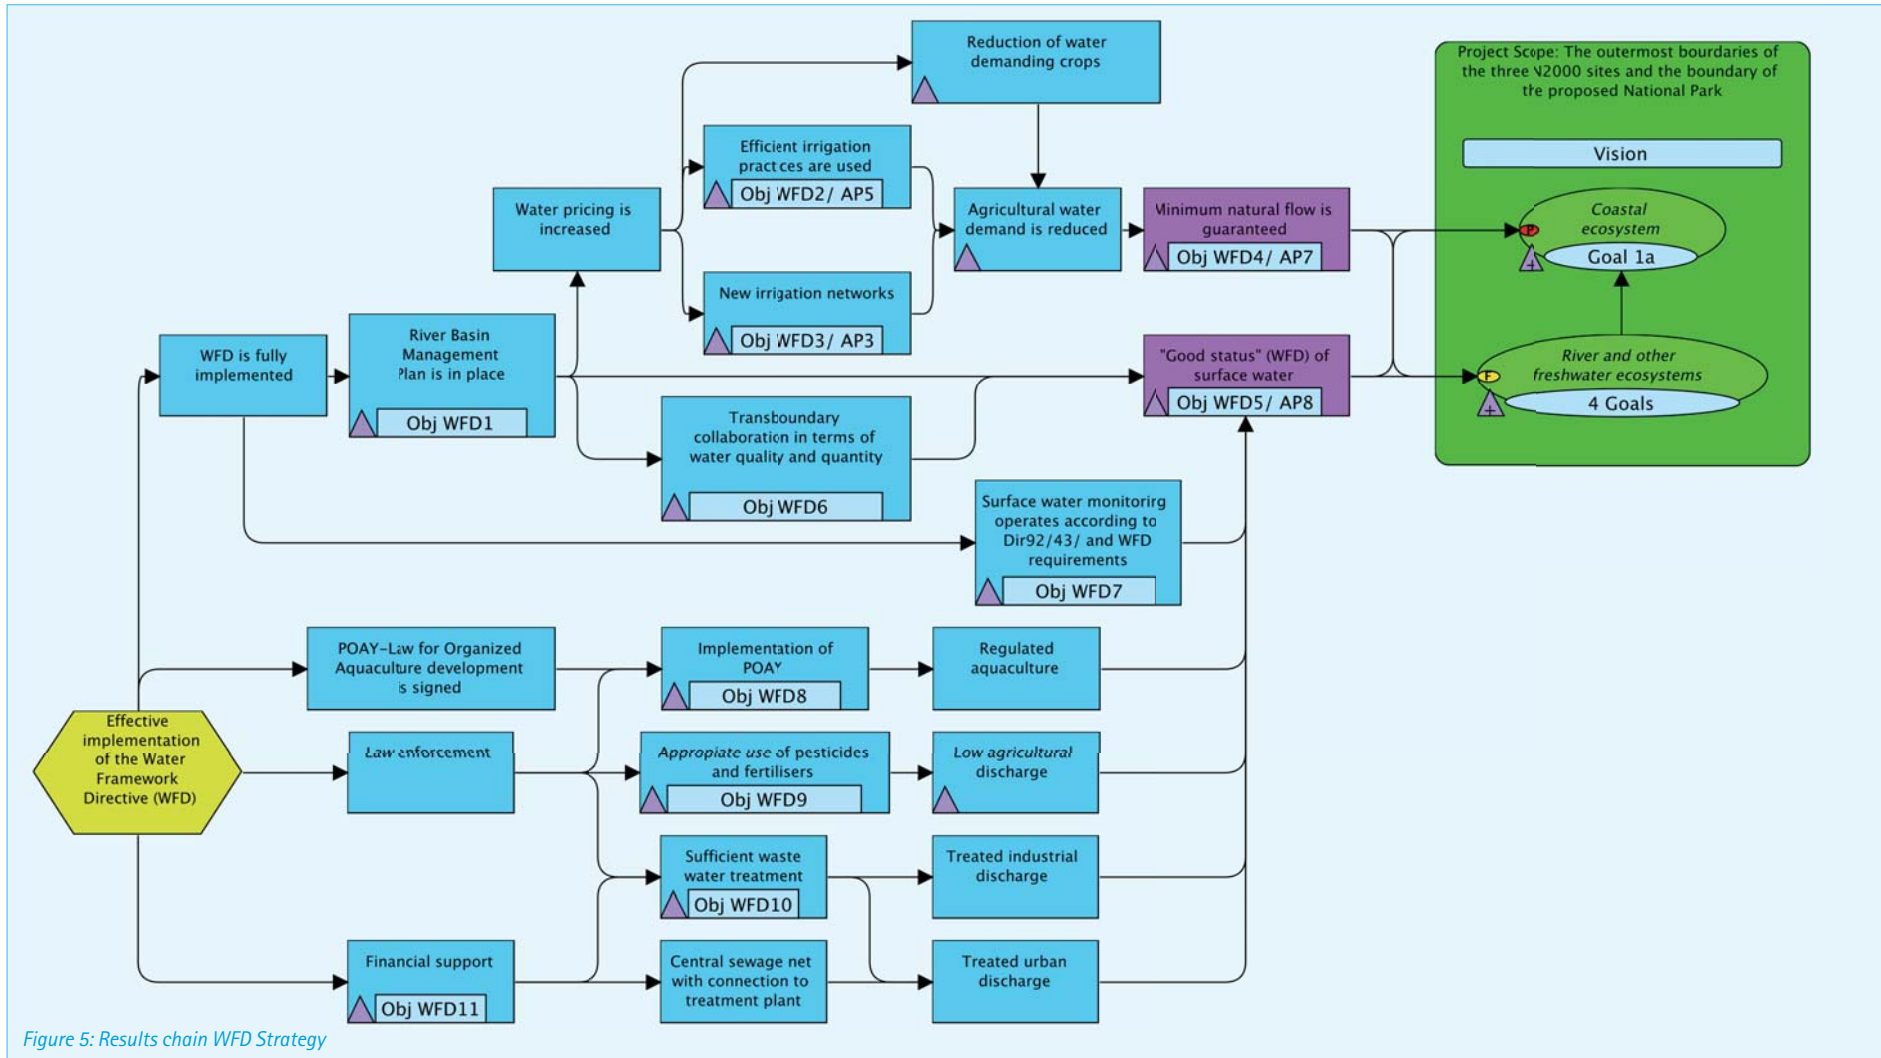 Reduction of water
demanding crops
Project Scope: The outermost boundaries of
the three N2000 sites and the boundary of
the proposed National Park
Vision
Efficient irrigation
practices are used
Obj WFD2/ AP5
Water pricing is
increased
Agricultural water
demand is reduced
Minimum natural flow is
guaranteed
Obj WFD4/ AP7
Coastal
ecosystem
P
Goal 1a
New irrigation networks
Obj WFD3/ AP3
WFD is fully
implemented
River Basin
Management
Plan is in place
Obj WFD1
"Good status" (WFD) of
surface water
Obj WFD5/ AP8
River and other
freshwater ecosystems
F
4 Goals
Transboundary
collaboration in terms of
water quality and quantity
Obj WFD6
Surface water monitoring
operates according to
Dir92/43/ and WFD
requirements
Obj WFD7
POAY-Law for Organized
Aquaculture development
is signed
Implementation of
POAY
Obj WFD8
Regulated
aquaculture
Effective
implementation
of the Water
Framework
Directive (WFD)
Law enforcement
Appropiate use of pesticides
and fertilisers
Obj WFD9
Low agricultural
discharge
Sufficient waste
water treatment
Obj WFD10
Treated industrial
discharge
Financial support
Obj WFD11
Central sewage net
with connection to
treatment plant
Treated urban
discharge
Figure 5: Results chain WFD Strategy